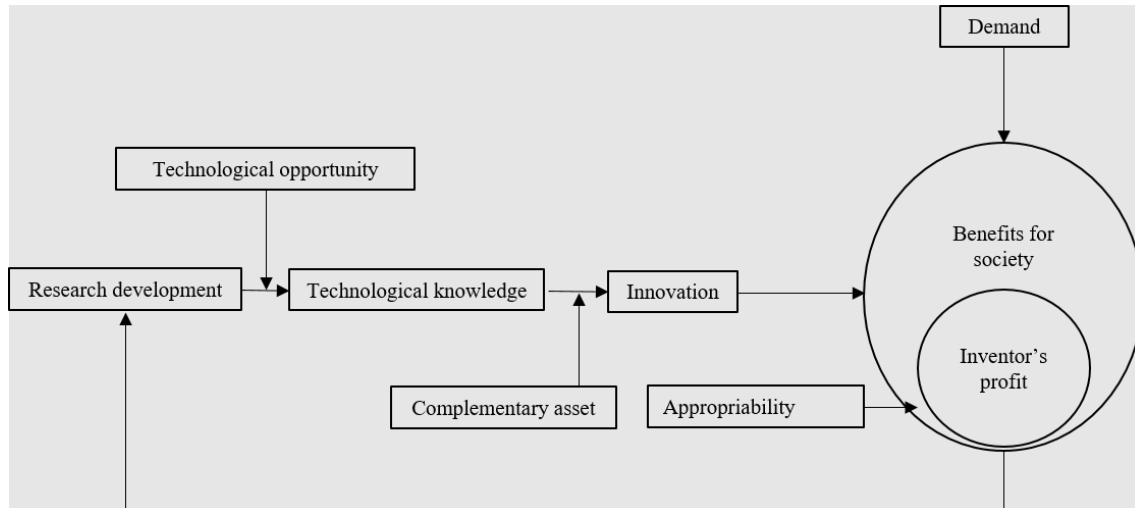 Demand
Technological opportunity
Benefits for
society
Research development
Technological knowledge
Innovation
Inventor’s
profit
Complementary asset
Appropriability